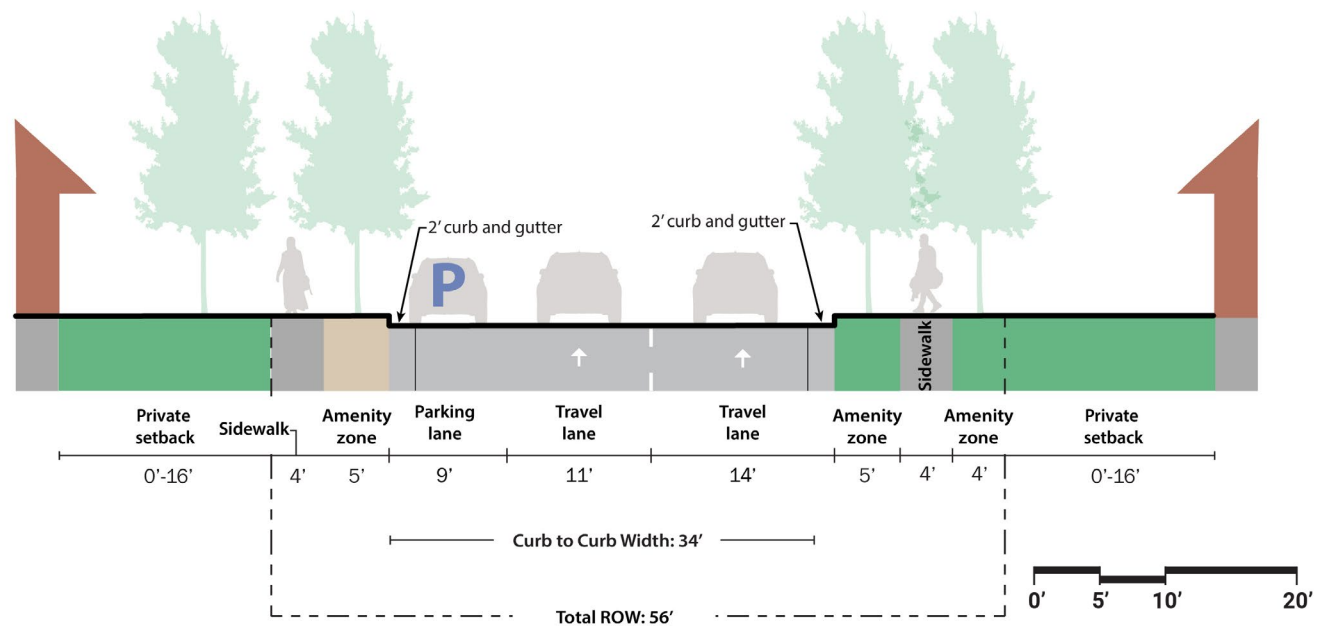 2’ curb and gutter
2’ curb and gutter
P
Sidewalk
Private
setback
Sidewalk
Amenity
zone
Parking
lane
Travel
lane
Travel
lane
Amenity
zone
Amenity
zone
Private
setback
0’-16’
4’
5’
9’
11’
14’
5’
4’
4’
0’-16’
Curb to Curb Width: 34’
Total ROW: 56’
0’ 5’ 10’ 20’